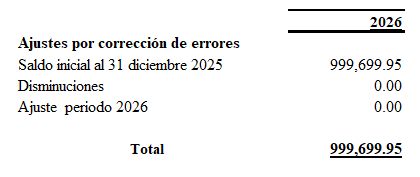 2026
Ajustes por corrección de errores
Saldo inicial al 31 diciembre 2025 999,699.95
Disminuciones 0.00
Ajuste periodo 2026 0.00
Total 999,699.95